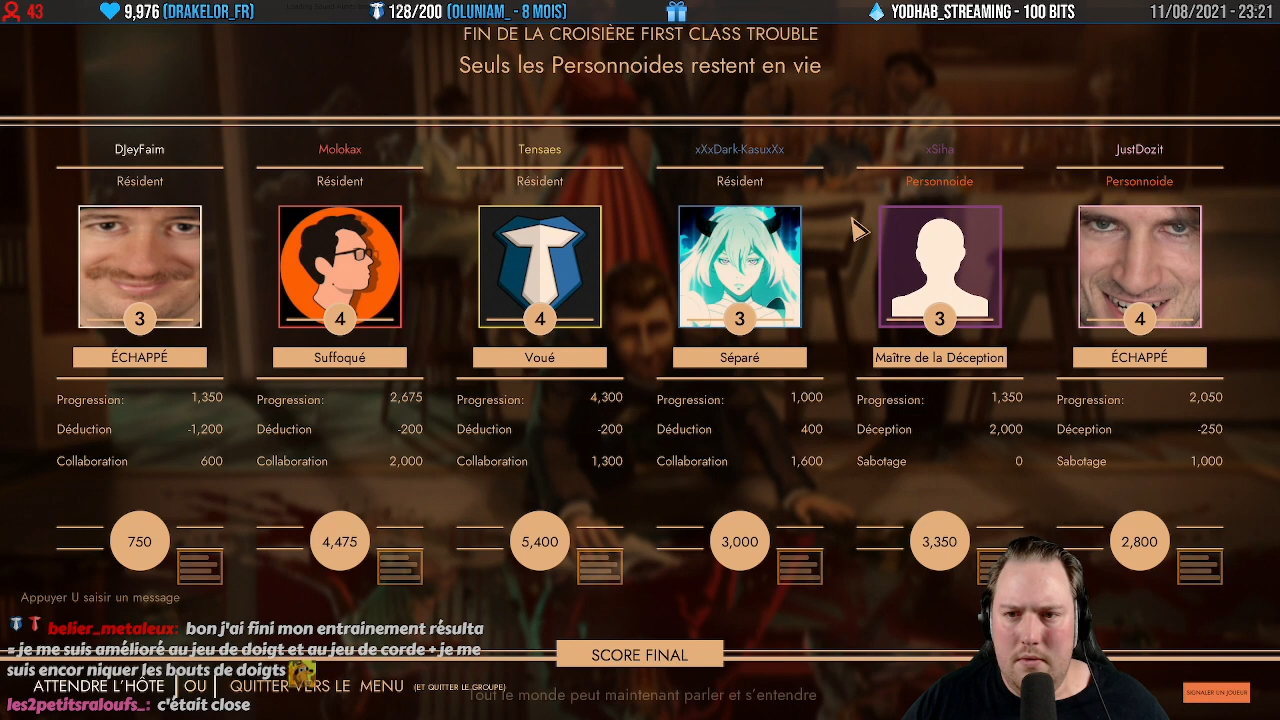 43
9,976 (DRAKELOR_FR)
128/200 (OLUNIAM_ - 8 MOIS)
YODHAB_STREAMING - 100 BITS
11/08/2021 - 23:21
FIN DE LA CROISIÈRE FIRST CLASS TROUBLE
Seuls les Personnoides restent en vie
DJeyFaim Molokax Tensaes xXxDark-KasuxXx xSiha JustDozit
Résident Résident Résident Résident Personnoide Personnoide
3 4 4 3 3 4
ÉCHAPPÉ Suffoqué Voué Séparé Maître de la Déception ÉCHAPPÉ
Progression: 1,350 Progression: 2,675 Progression: 4,300 Progression: 1,000 Progression: 1,350 Progression: 2,050
Déduction -1,200 Déduction -200 Déduction -200 Déduction 400 Déception 2,000 Déception -250
Collaboration 600 Collaboration 2,000 Collaboration 1,300 Collaboration 1,600 Sabotage 0 Sabotage 1,000
750 4,475 5,400 3,000 3,350 2,800
Appuyer U saisir un message
belier_metaleux: bon j'ai fini mon entrainement résulta
= je me suis amélioré au jeu de doigt et au jeu de corde + je me
suis encor niquer les bouts de doigts
SCORE FINAL
ATTENDRE L'HÔTE OU QUITTER VERS LE MENU (ET QUITTER LE GROUPE)
Tout le monde peut maintenant parler et s'entendre
SIGNALER UN JOUEUR
les2petitsraloufs_: c'était close